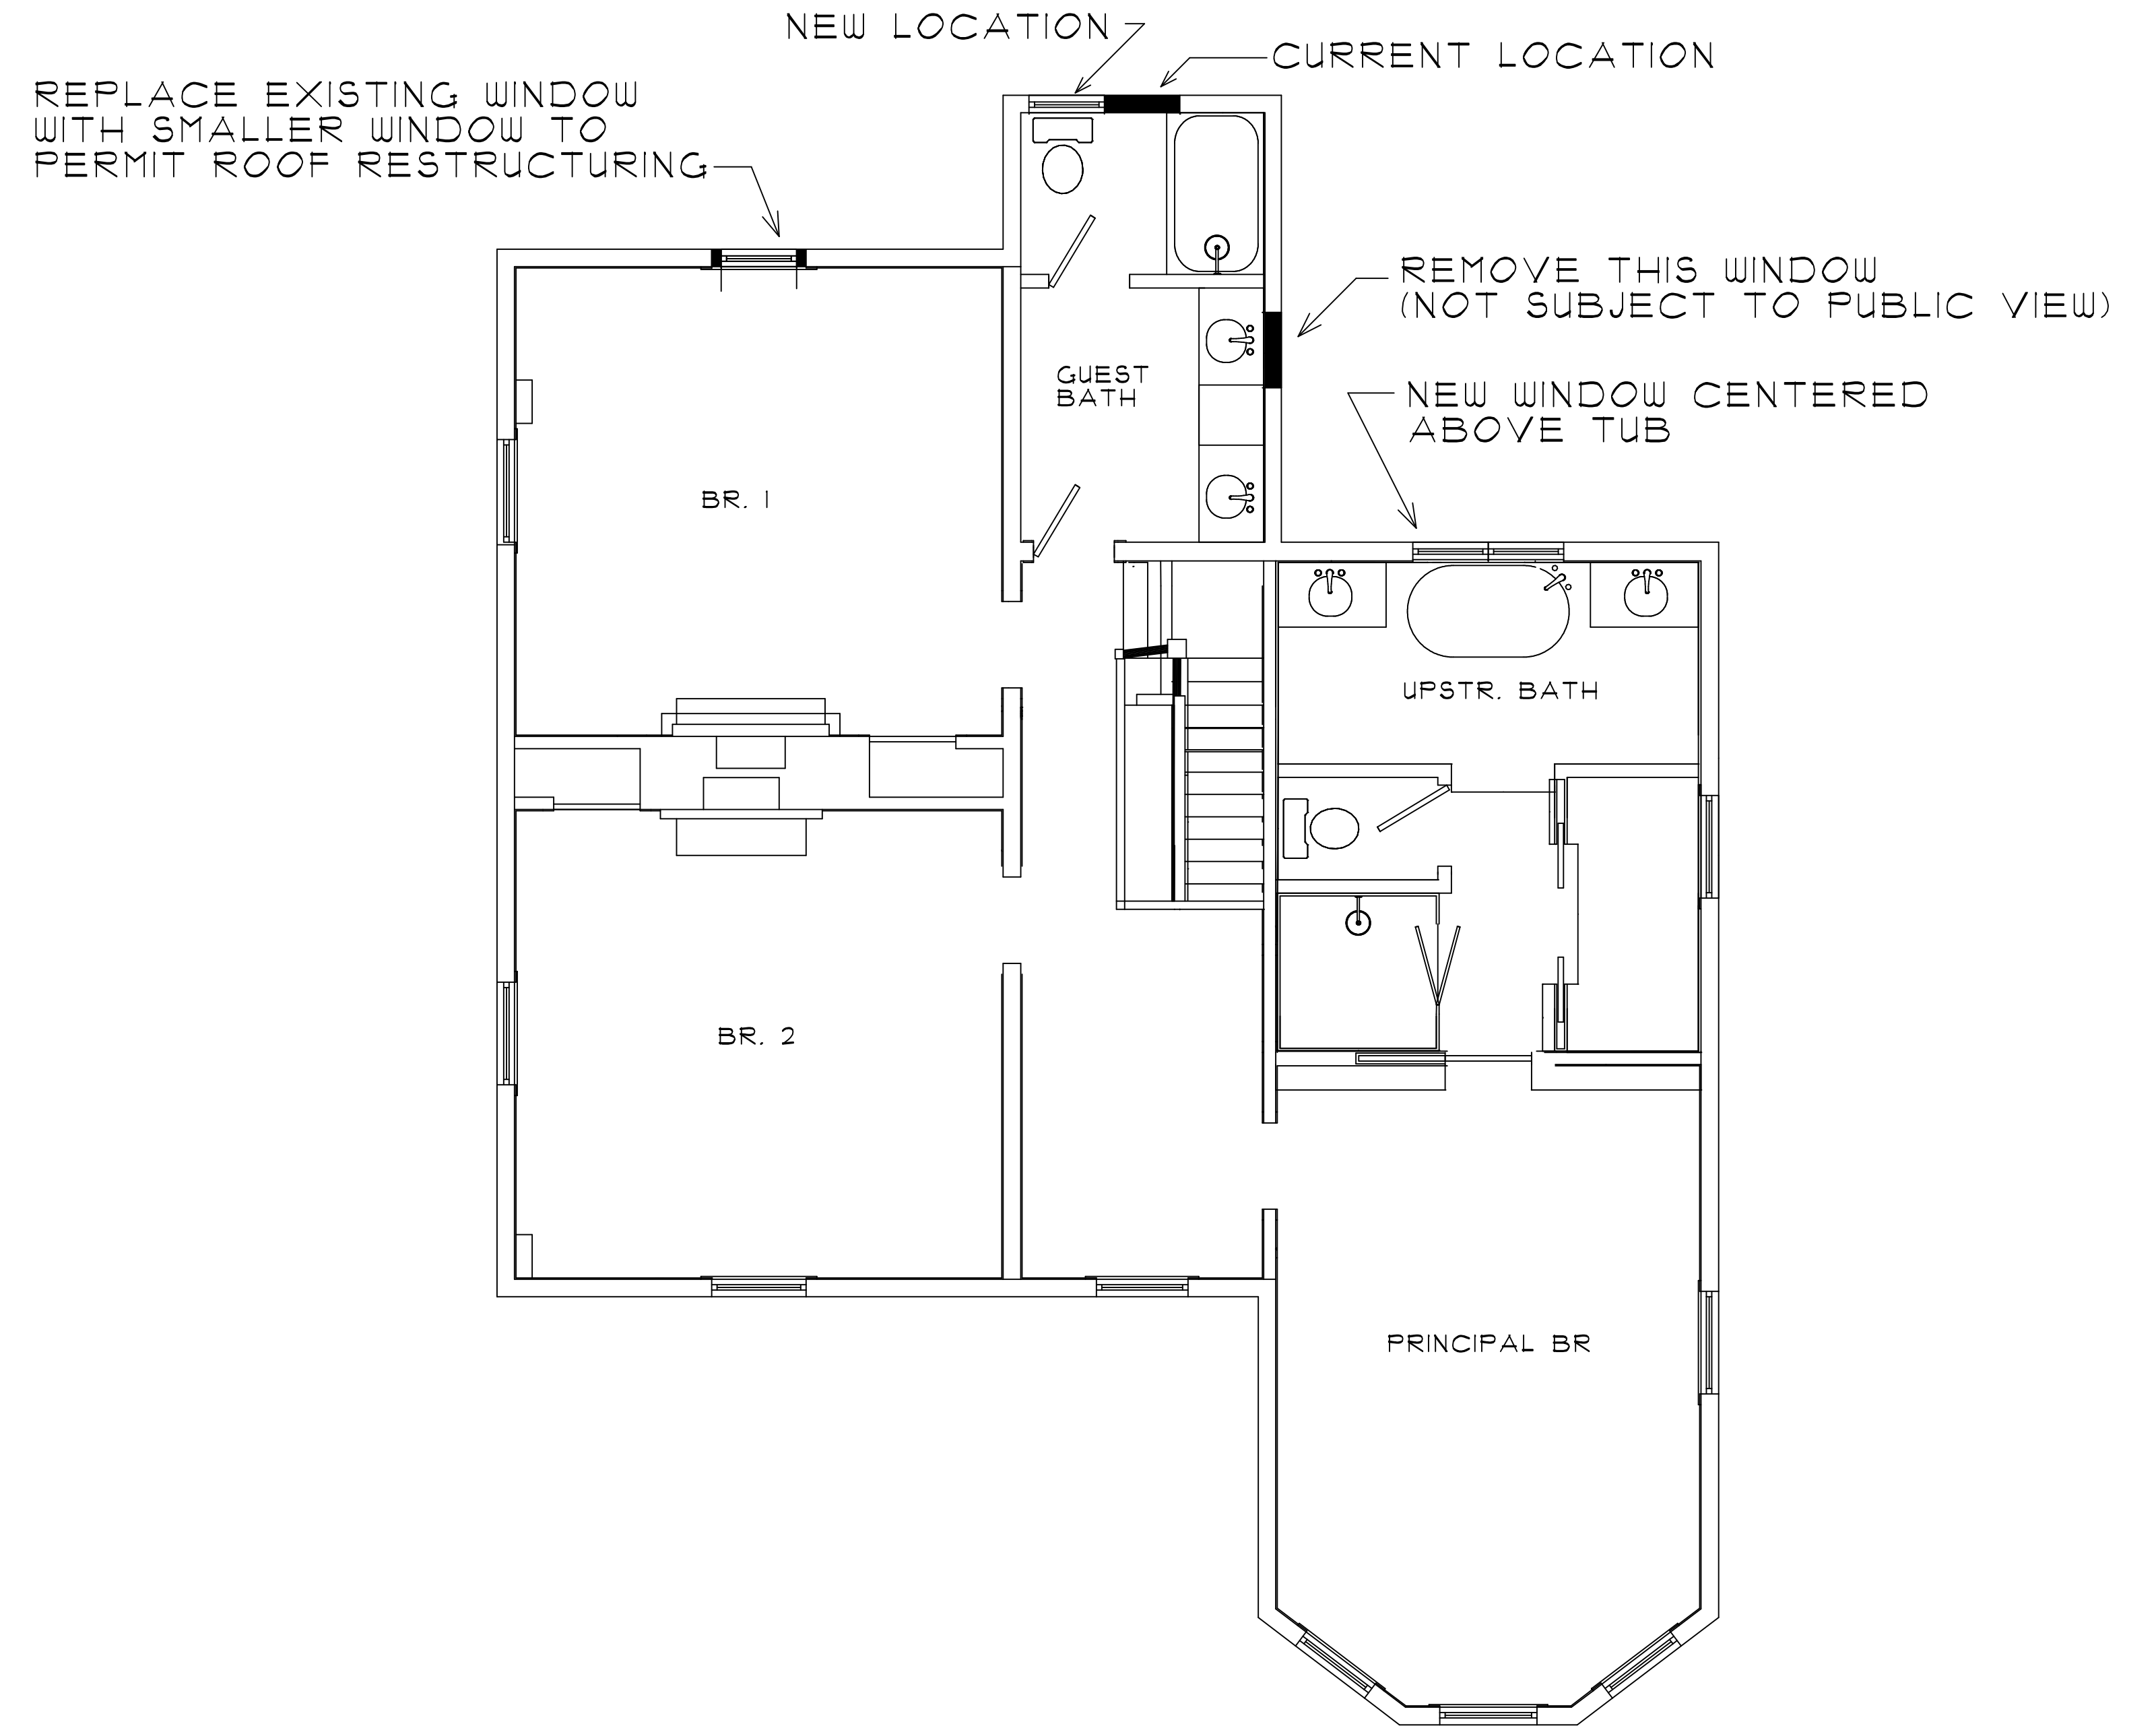 NEW LOCATION
CURRENT LOCATION
REPLACE EXISTING WINDOW
WITH SMALLER WINDOW TO
PERMIT ROOF RESTRUCTURING
REMOVE THIS WINDOW
(NOT SUBJECT TO PUBLIC VIEW)
GUEST
BATH
NEW WINDOW CENTERED
ABOVE TUB
BR. 1
UPSTR. BATH
BR. 2
PRINCIPAL BR